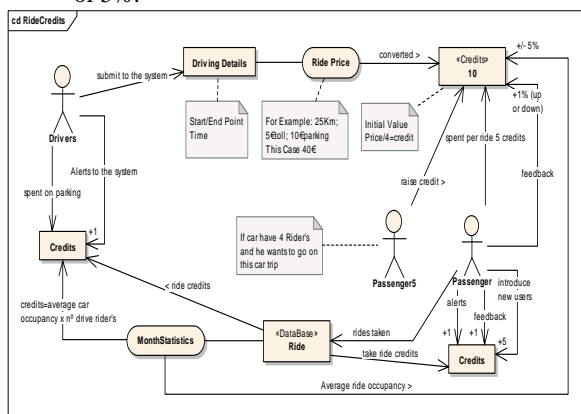 of 5%.
cd RideCredits
Driving Details
Ride Price
«Credits»
10
+/- 5%
converted >
submit to the system
+1% (up
or down)
Start/End Point
Time
For Example: 25Km;
5€toll; 10€parking
This Case 40€
Initial Value
Price/4=credit
spent per ride 5 credits
Drivers
Alerts to the system
feedback
spent on parking
raise credit >
If car have 4 Rider's
and he wants to go on
this car trip
+1
Credits
Passenger5
Passenger
introduce
new users
< ride credits
alerts
feedback
credits=average car
occupancy x nº drive rider's
«DataBase»
Ride
rides taken
+1
+1
+5
MonthStatistics
take ride credits
Credits
Average ride occupancy >